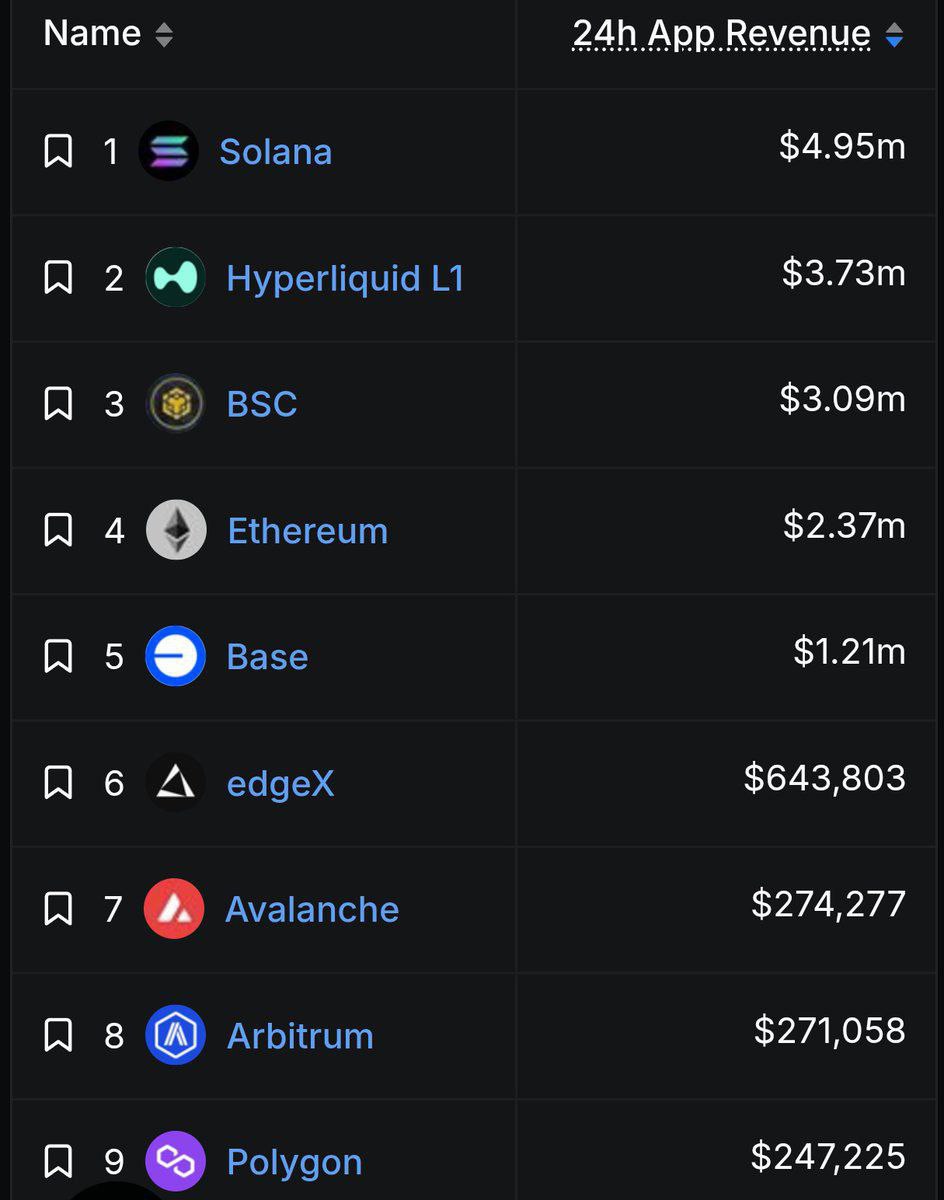 Name 24h App Revenue
1 Solana $4.95m
2 Hyperliquid L1 $3.73m
3 BSC $3.09m
4 Ethereum $2.37m
5 Base $1.21m
6 edgeX $643,803
7 Avalanche $274,277
8 Arbitrum $271,058
9 Polygon $247,225